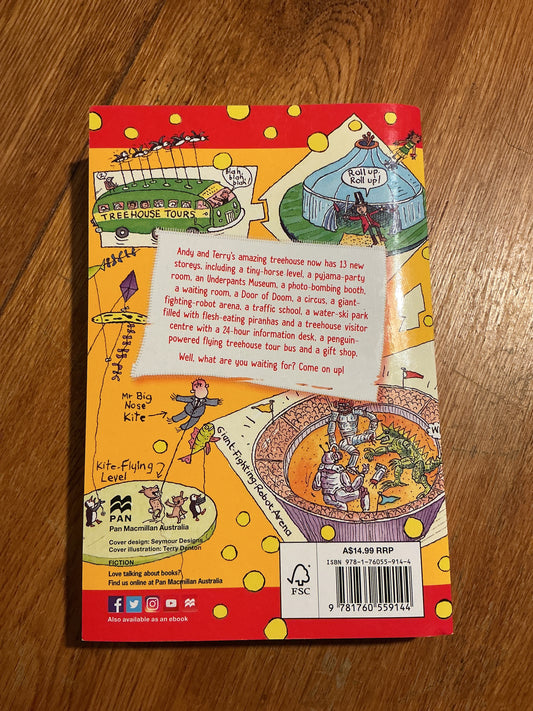 Blah, blah, blah!
TREEHOUSE TOURS
Roll up, Roll up!
Andy and Terry's amazing treehouse now has 13 new
storeys, including a tiny-horse level, a pyjama-party
room, an Underpants Museum, a photo-bombing booth,
a waiting room, a Door of Doom, a circus, a giant-
fighting-robot arena, a traffic school, a water-ski park
filled with flesh-eating piranhas and a treehouse visitor
centre with a 24-hour information desk, a penguin-
powered flying treehouse tour bus and a gift shop.
Well, what are you waiting for? Come on up!
Mr Big
Nose
Kite
Kite-Flying
Level
Giant-Fighting-Robot Arena
PAN
Pan Macmillan Australia
Cover design: Seymour Designs
Cover illustration: Terry Denton
FICTION
Love talking about books?
Find us online at Pan Macmillan Australia
Also available as an ebook
FSC
A$14.99 RRP
ISBN 978-1-76055-914-4
9 781760 559144